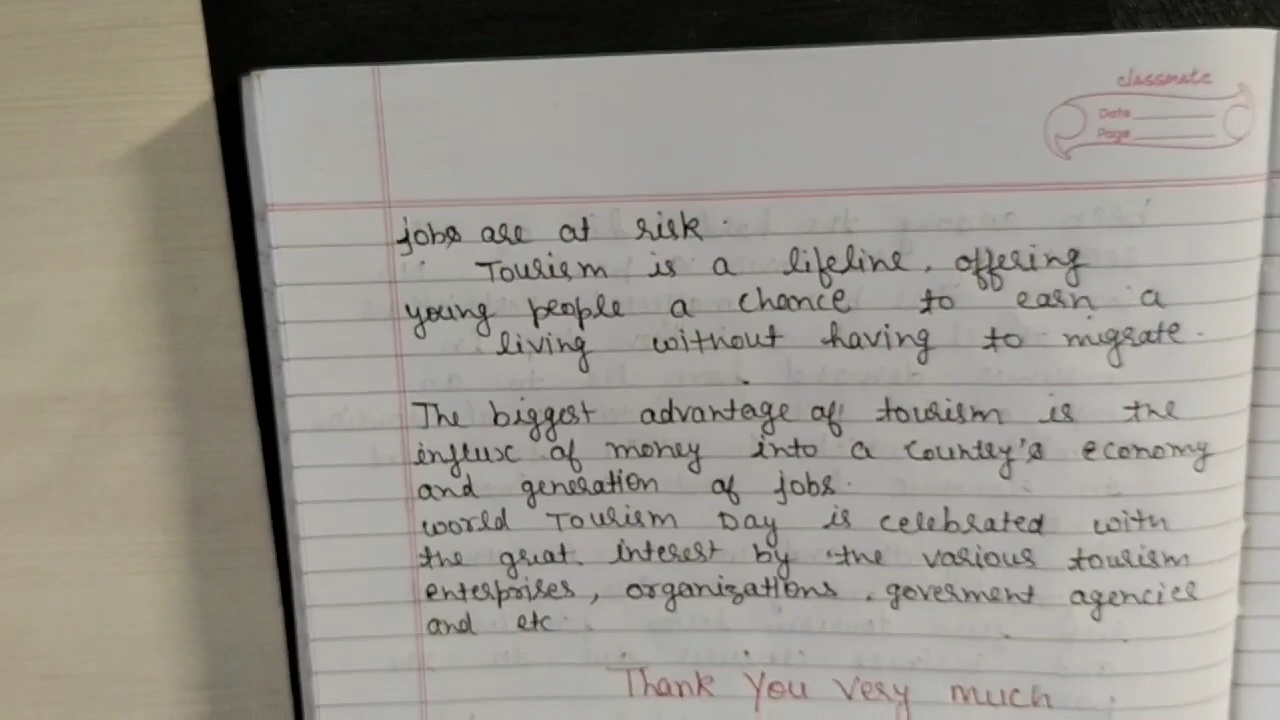 classmate
Date
Page
jobs are at risk.
Tourism is a lifeline, offering
young people a chance to earn a
living without having to migrate.
The biggest advantage of tourism is the
influx of money into a country's economy
and generation of jobs.
World Tourism Day is celebrated with
the great interest by the various tourism
enterprises, organizations, goverment agencies
and etc.
Thank You very much